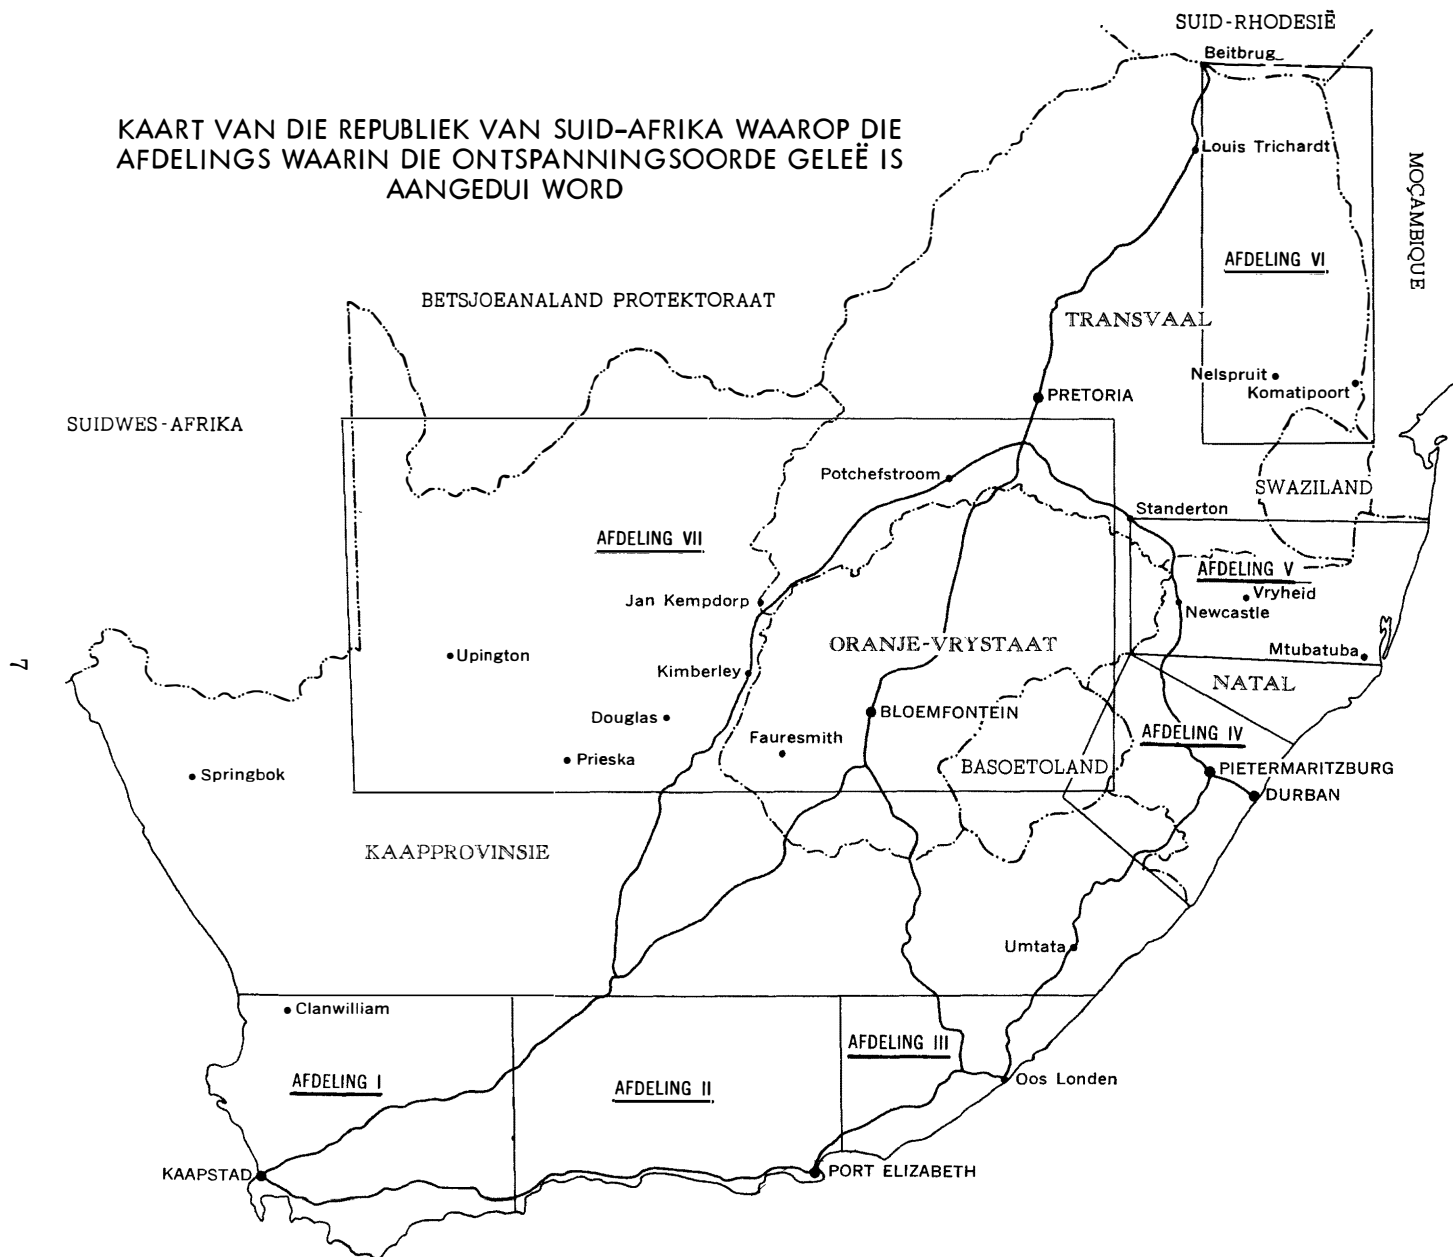 SUID-RHODESIË
Beitbrug
KAART VAN DIE REPUBLIEK VAN SUID-AFRIKA WAAROP DIE
AFDELINGS WAARIN DIE ONTSPANNINGSOORDE GELEË IS
AANGEDUI WORD
Louis Trichardt
MOÇAMBIQUE
AFDELING VI
BETSJOEANALAND PROTEKTORAAT
TRANSVAAL
Nelspruit
Komatipoort
PRETORIA
SUIDWES-AFRIKA
Potchefstroom
SWAZILAND
Standerton
AFDELING VII
AFDELING V
Vryheid
Jan Kempdorp
Newcastle
ORANJE-VRYSTAAT
Upington
Mtubatuba
7
Kimberley
NATAL
Douglas
BLOEMFONTEIN
Fauresmith
AFDELING IV
Prieska
BASOETOLAND
PIETERMARITZBURG
Springbok
DURBAN
KAAPPROVINSIE
Umtata
Clanwilliam
AFDELING III
AFDELING I
AFDELING II
Oos Londen
KAAPSTAD
PORT ELIZABETH